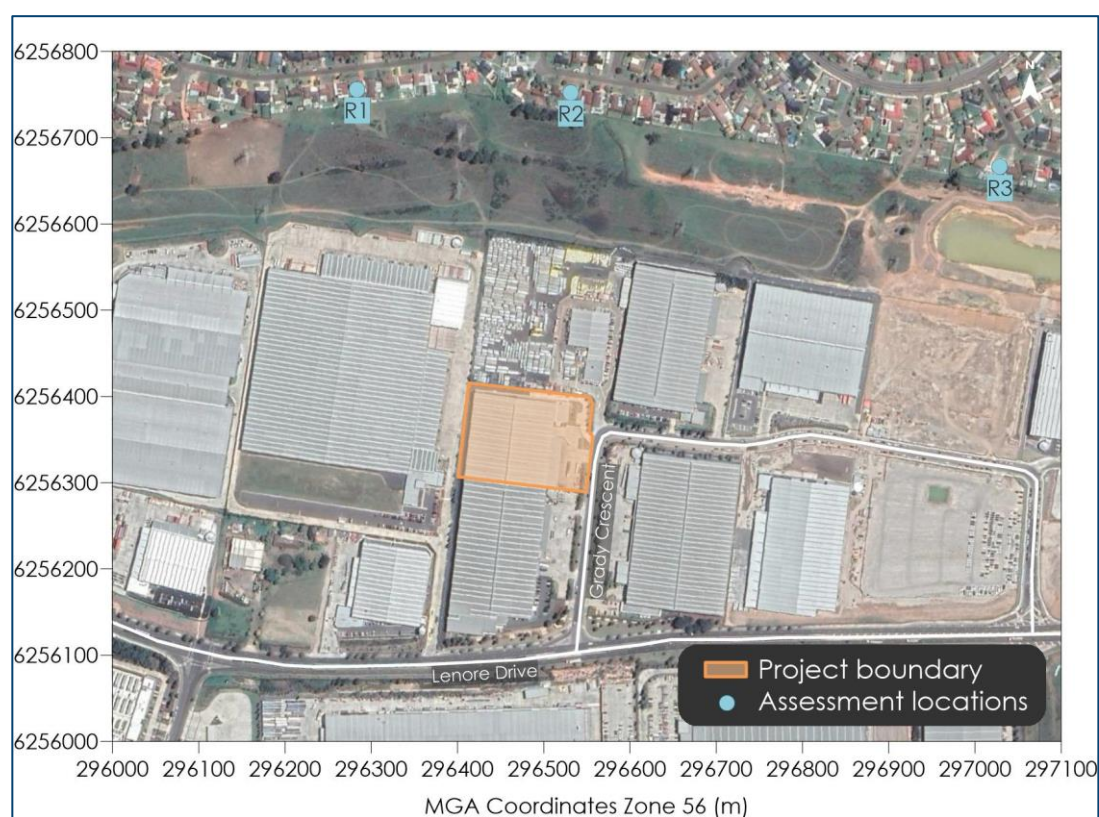 6256800
N
R1
R2
6256700
R3
6256600
6256500
6256400
6256300
Grady Crescent
6256200
6256100
Lenore Drive
Project boundary
Assessment locations
6256000
296000 296100 296200 296300 296400 296500 296600 296700 296800 296900 297000 297100
MGA Coordinates Zone 56 (m)